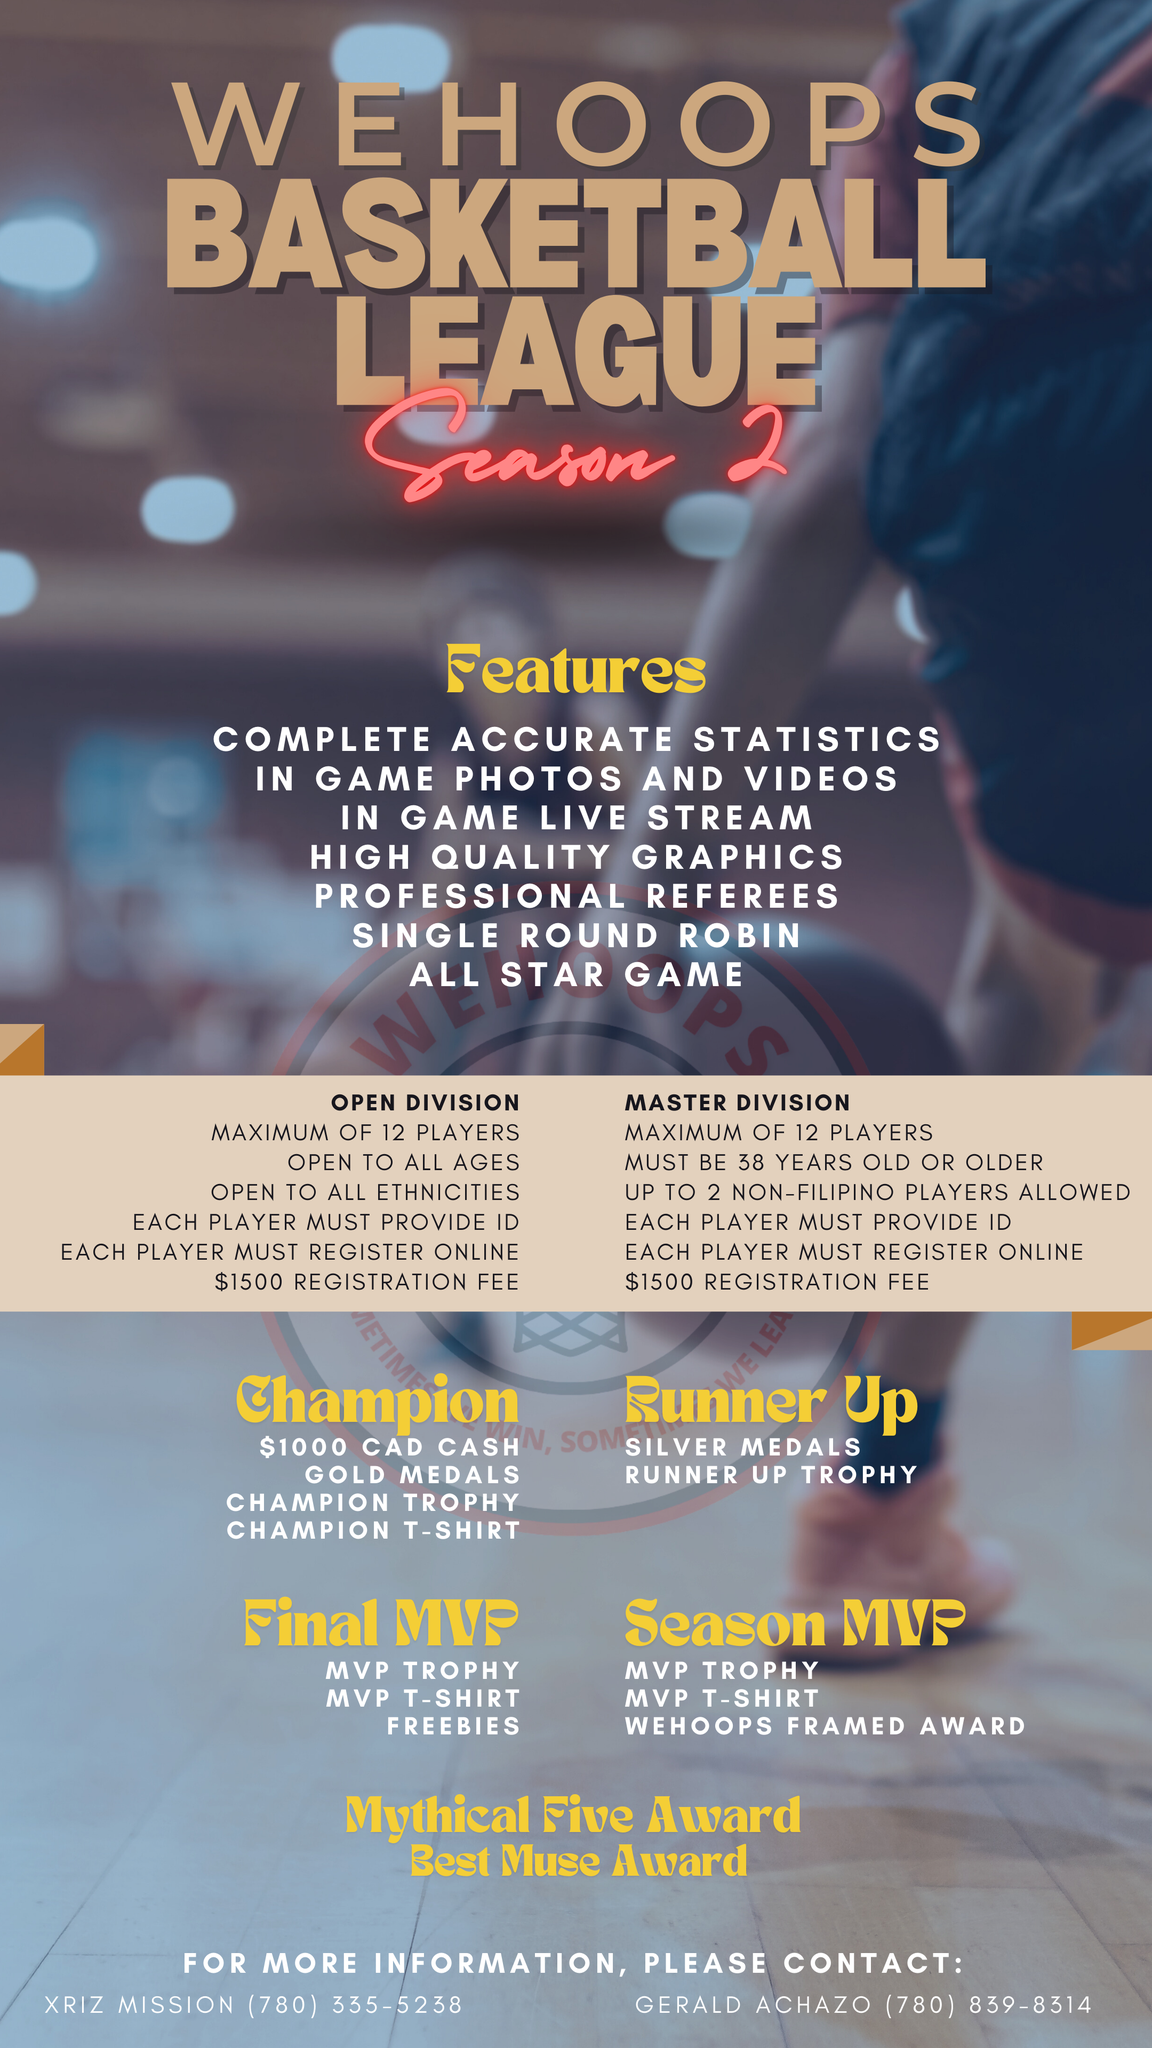 WEHOOPS
BASKETBALL
LEAGUE
Season 2
Features
COMPLETE ACCURATE STATISTICS
IN GAME PHOTOS AND VIDEOS
IN GAME LIVE STREAM
HIGH QUALITY GRAPHICS
PROFESSIONAL REFEREES
SINGLE ROUND ROBIN
ALL STAR GAME
WEHOOPS
OPEN DIVISION
MAXIMUM OF 12 PLAYERS
OPEN TO ALL AGES
OPEN TO ALL ETHNICITIES
EACH PLAYER MUST PROVIDE ID
EACH PLAYER MUST REGISTER ONLINE
$1500 REGISTRATION FEE
MASTER DIVISION
MAXIMUM OF 12 PLAYERS
MUST BE 38 YEARS OLD OR OLDER
UP TO 2 NON-FILIPINO PLAYERS ALLOWED
EACH PLAYER MUST PROVIDE ID
EACH PLAYER MUST REGISTER ONLINE
$1500 REGISTRATION FEE
WIN, WE
Champion
$1000 CAD CASH
GOLD MEDALS
CHAMPION TROPHY
CHAMPION T-SHIRT
Runner Up
SILVER MEDALS
RUNNER UP TROPHY
Final MVP
MVP TROPHY
MVP T-SHIRT
FREEBIES
Season MVP
MVP TROPHY
MVP T-SHIRT
WEHOOPS FRAMED AWARD
Mythical Five Award
Best Muse Award
FOR MORE INFORMATION, PLEASE CONTACT:
XRIZ MISSION (780) 335-5238
GERALD ACHAZO (780) 839-8314